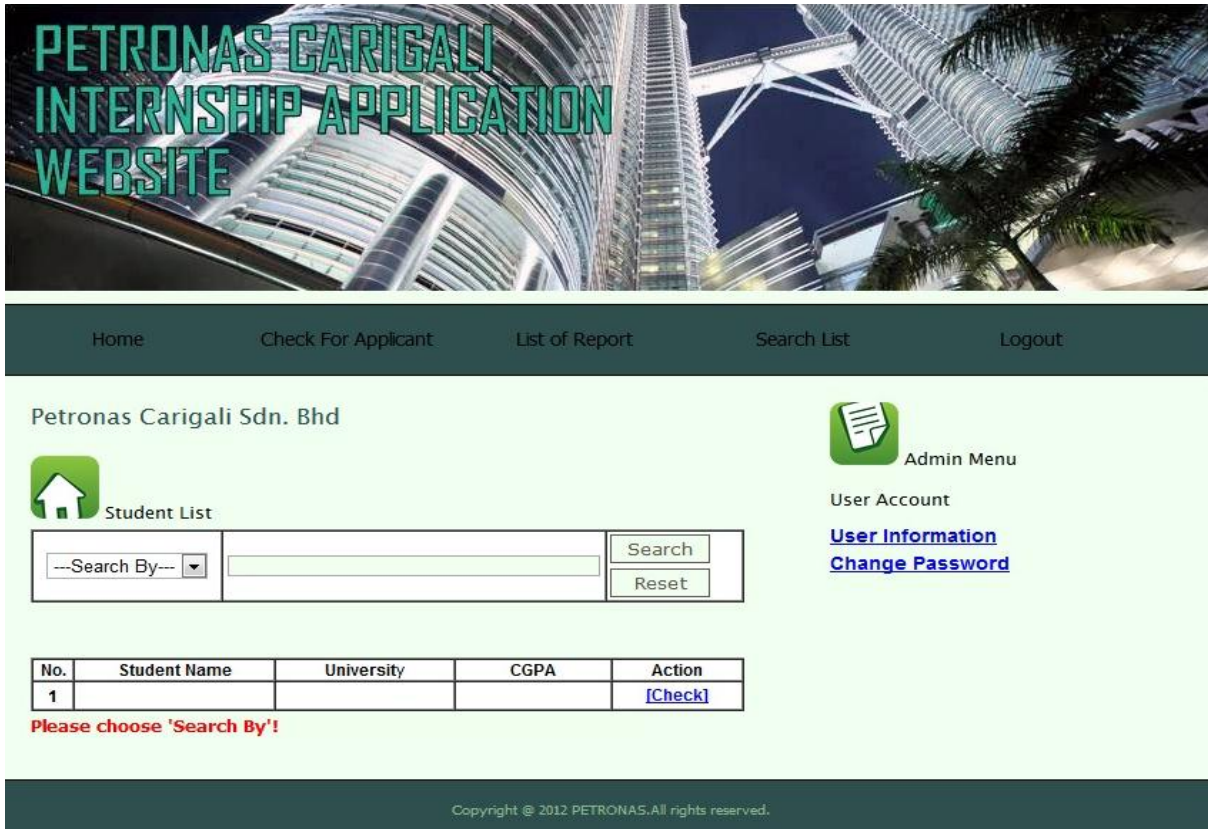 PETRONAS CARIGALI
INTERNSHIP APPLICATION
WEBSITE
Home Check For Applicant List of Report Search List Logout
Petronas Carigali Sdn. Bhd
Student List
---Search By--- Search
Reset
No. Student Name University CGPA Action
1 [Check]
Please choose 'Search By'!
Admin Menu
User Account
User Information
Change Password
Copyright @ 2012 PETRONAS.All rights reserved.